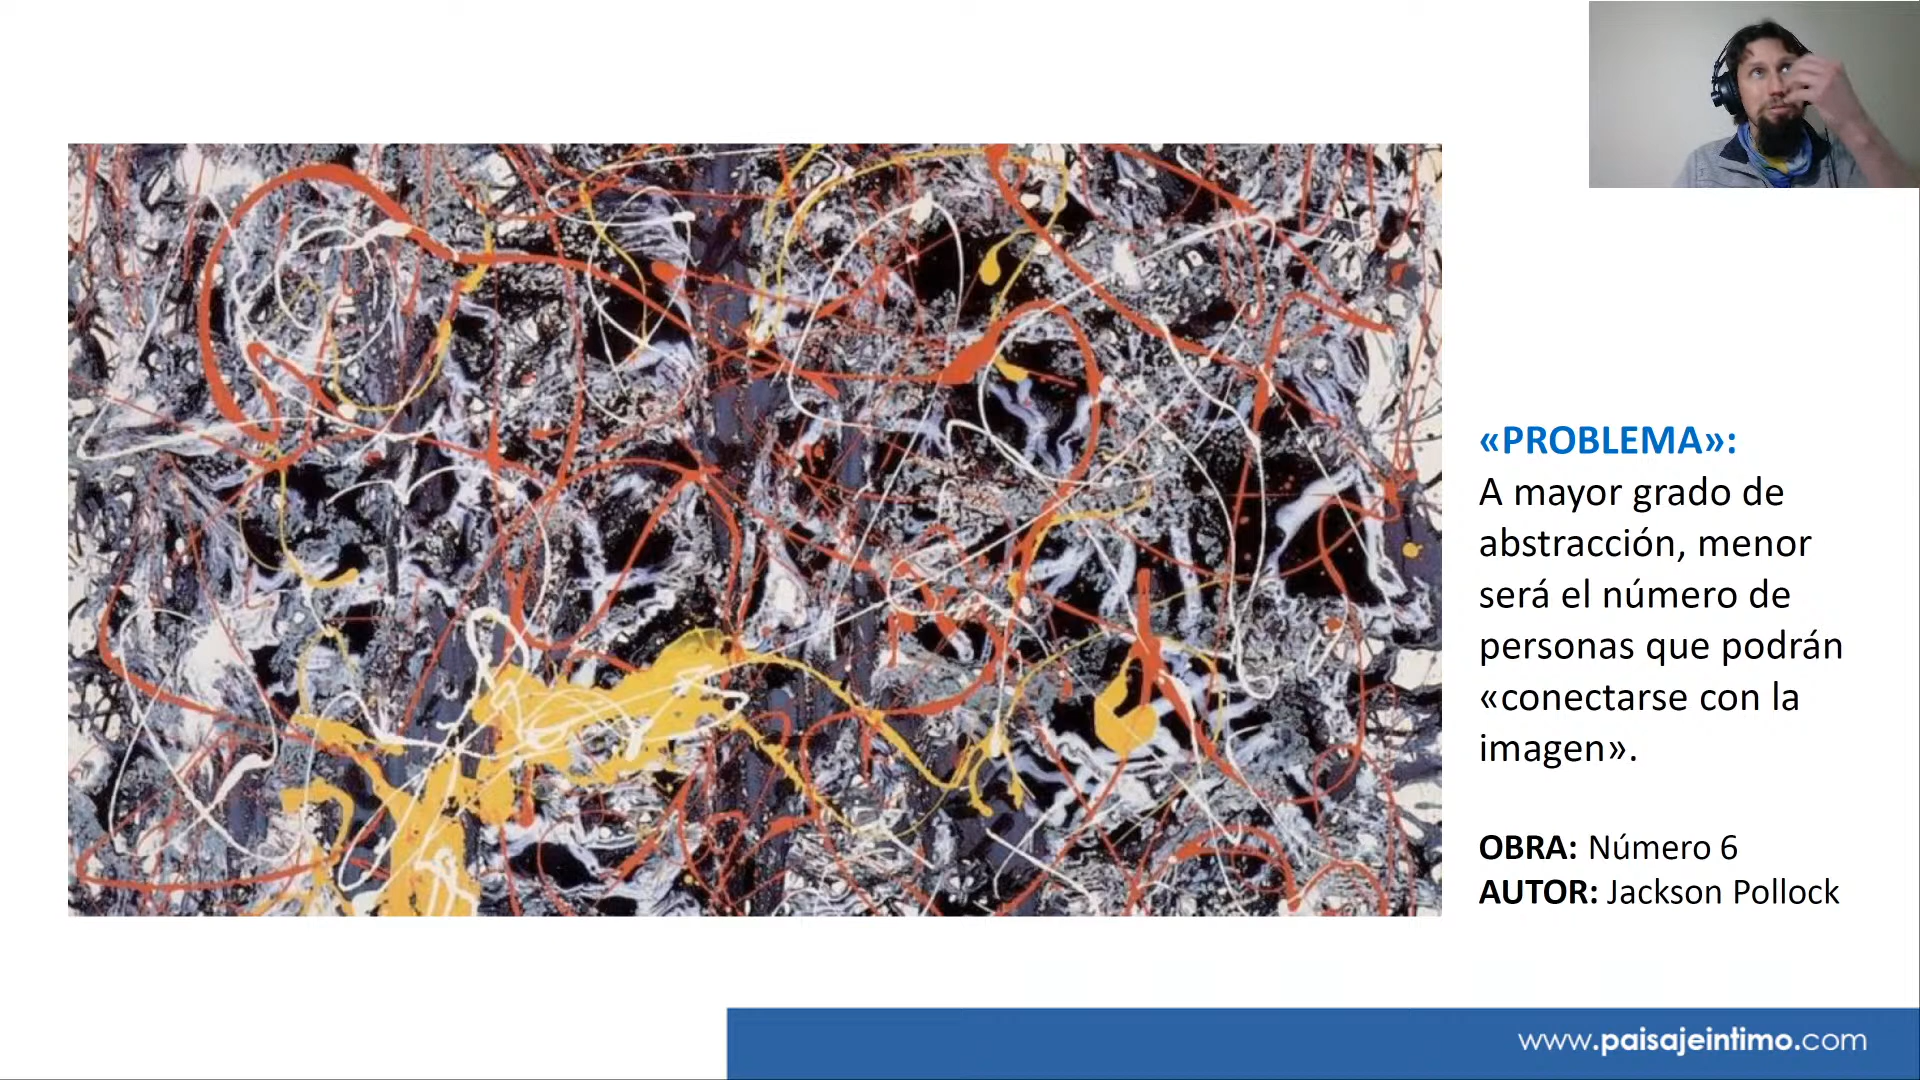 «PROBLEMA»:
A mayor grado de
abstracción, menor
será el número de
personas que podrán
«conectarse con la
imagen».
OBRA: Número 6
AUTOR: Jackson Pollock
www.paisajeintimo.com